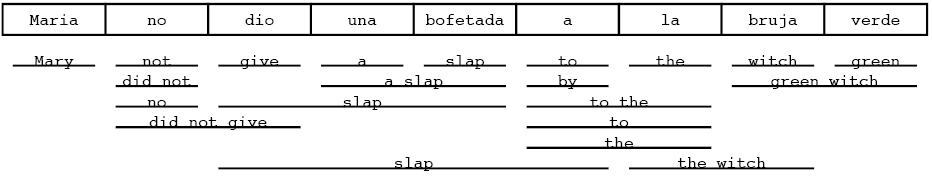 Maria no dio una bofetada a la bruja verde
Mary not give a slap to the witch green
did not a slap by green witch
no slap to the
did not give to
the
slap the witch